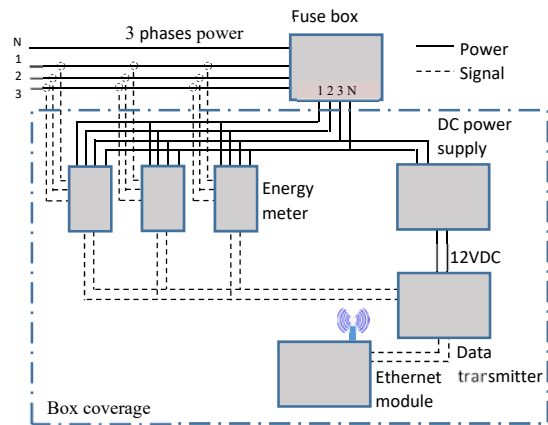 Fuse box
N
3 phases power
1
2
3
Power
Signal
1 2 3 N
DC power
supply
Energy
meter
12VDC
Data
transmitter
Ethernet
module
Box coverage